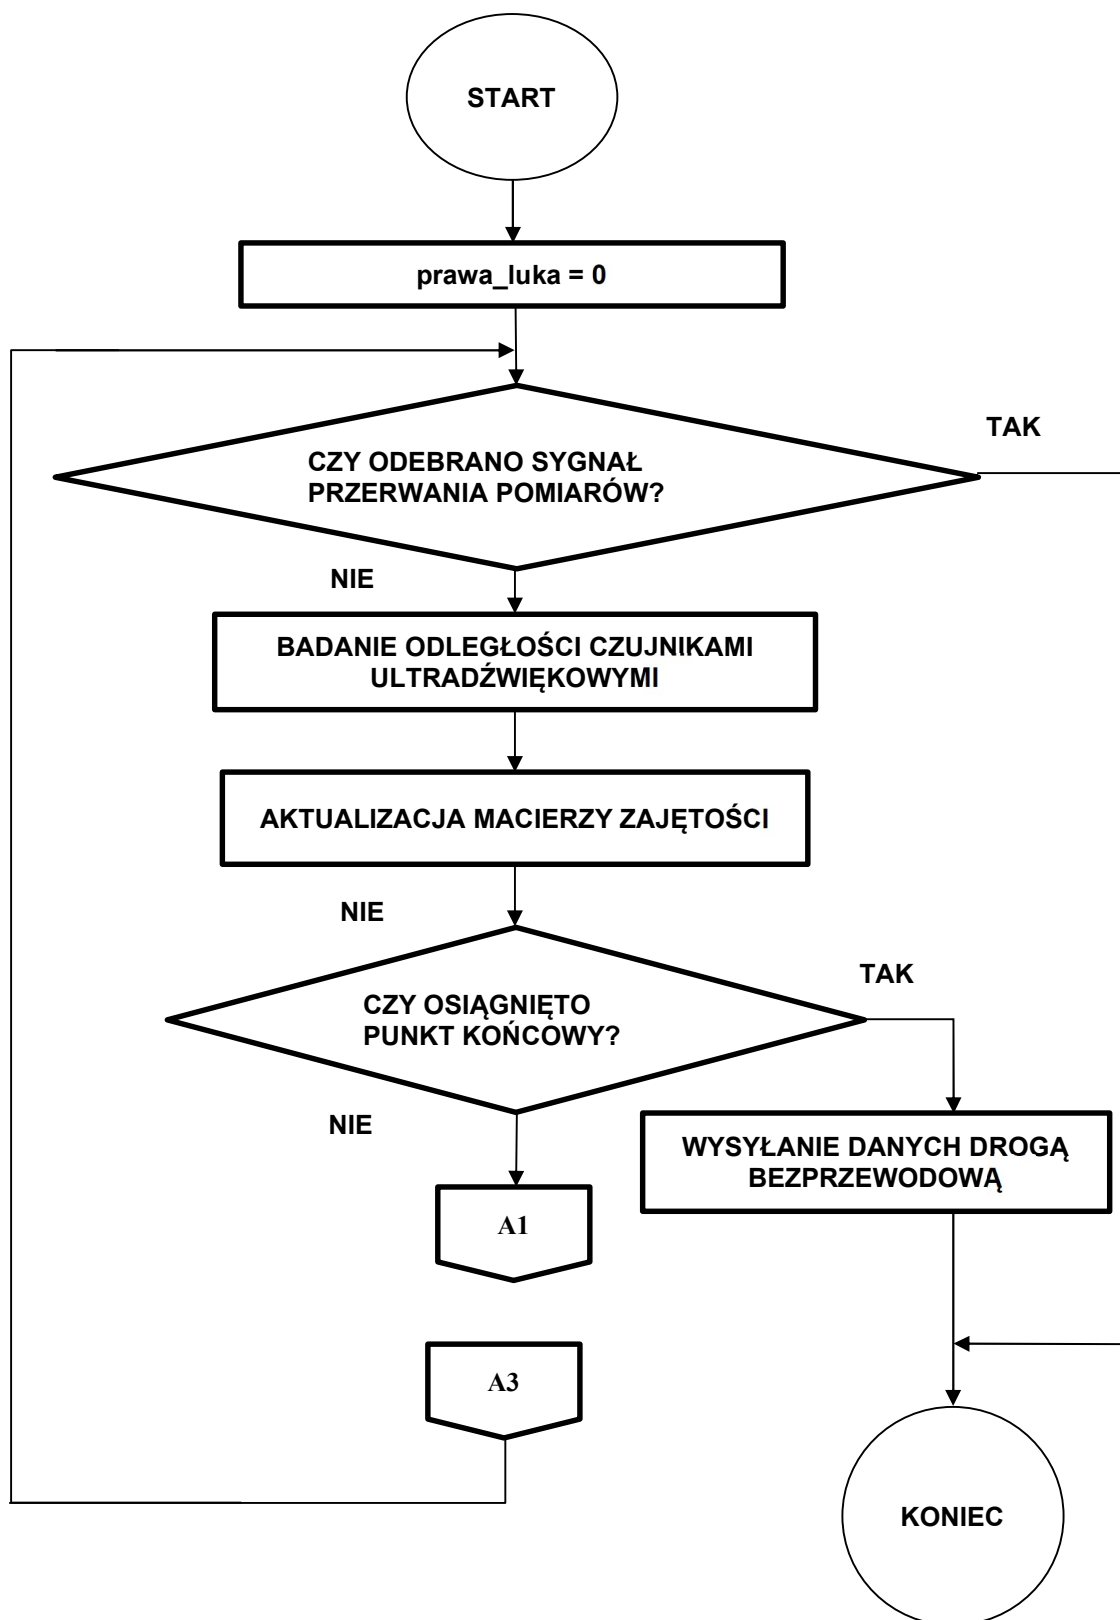 START
prawa_luka = 0
TAK
CZY ODEBRANO SYGNAŁ
PRZERWANIA POMIARÓW?
NIE
BADANIE ODLEGŁOŚCI CZUJNIKAMI
ULTRADŹWIĘKOWYMI
AKTUALIZACJA MACIERZY ZAJĘTOŚCI
NIE
TAK
CZY OSIĄGNIĘTO
PUNKT KOŃCOWY?
NIE
WYSYŁANIE DANYCH DROGĄ
BEZPRZEWODOWĄ
A1
A3
KONIEC